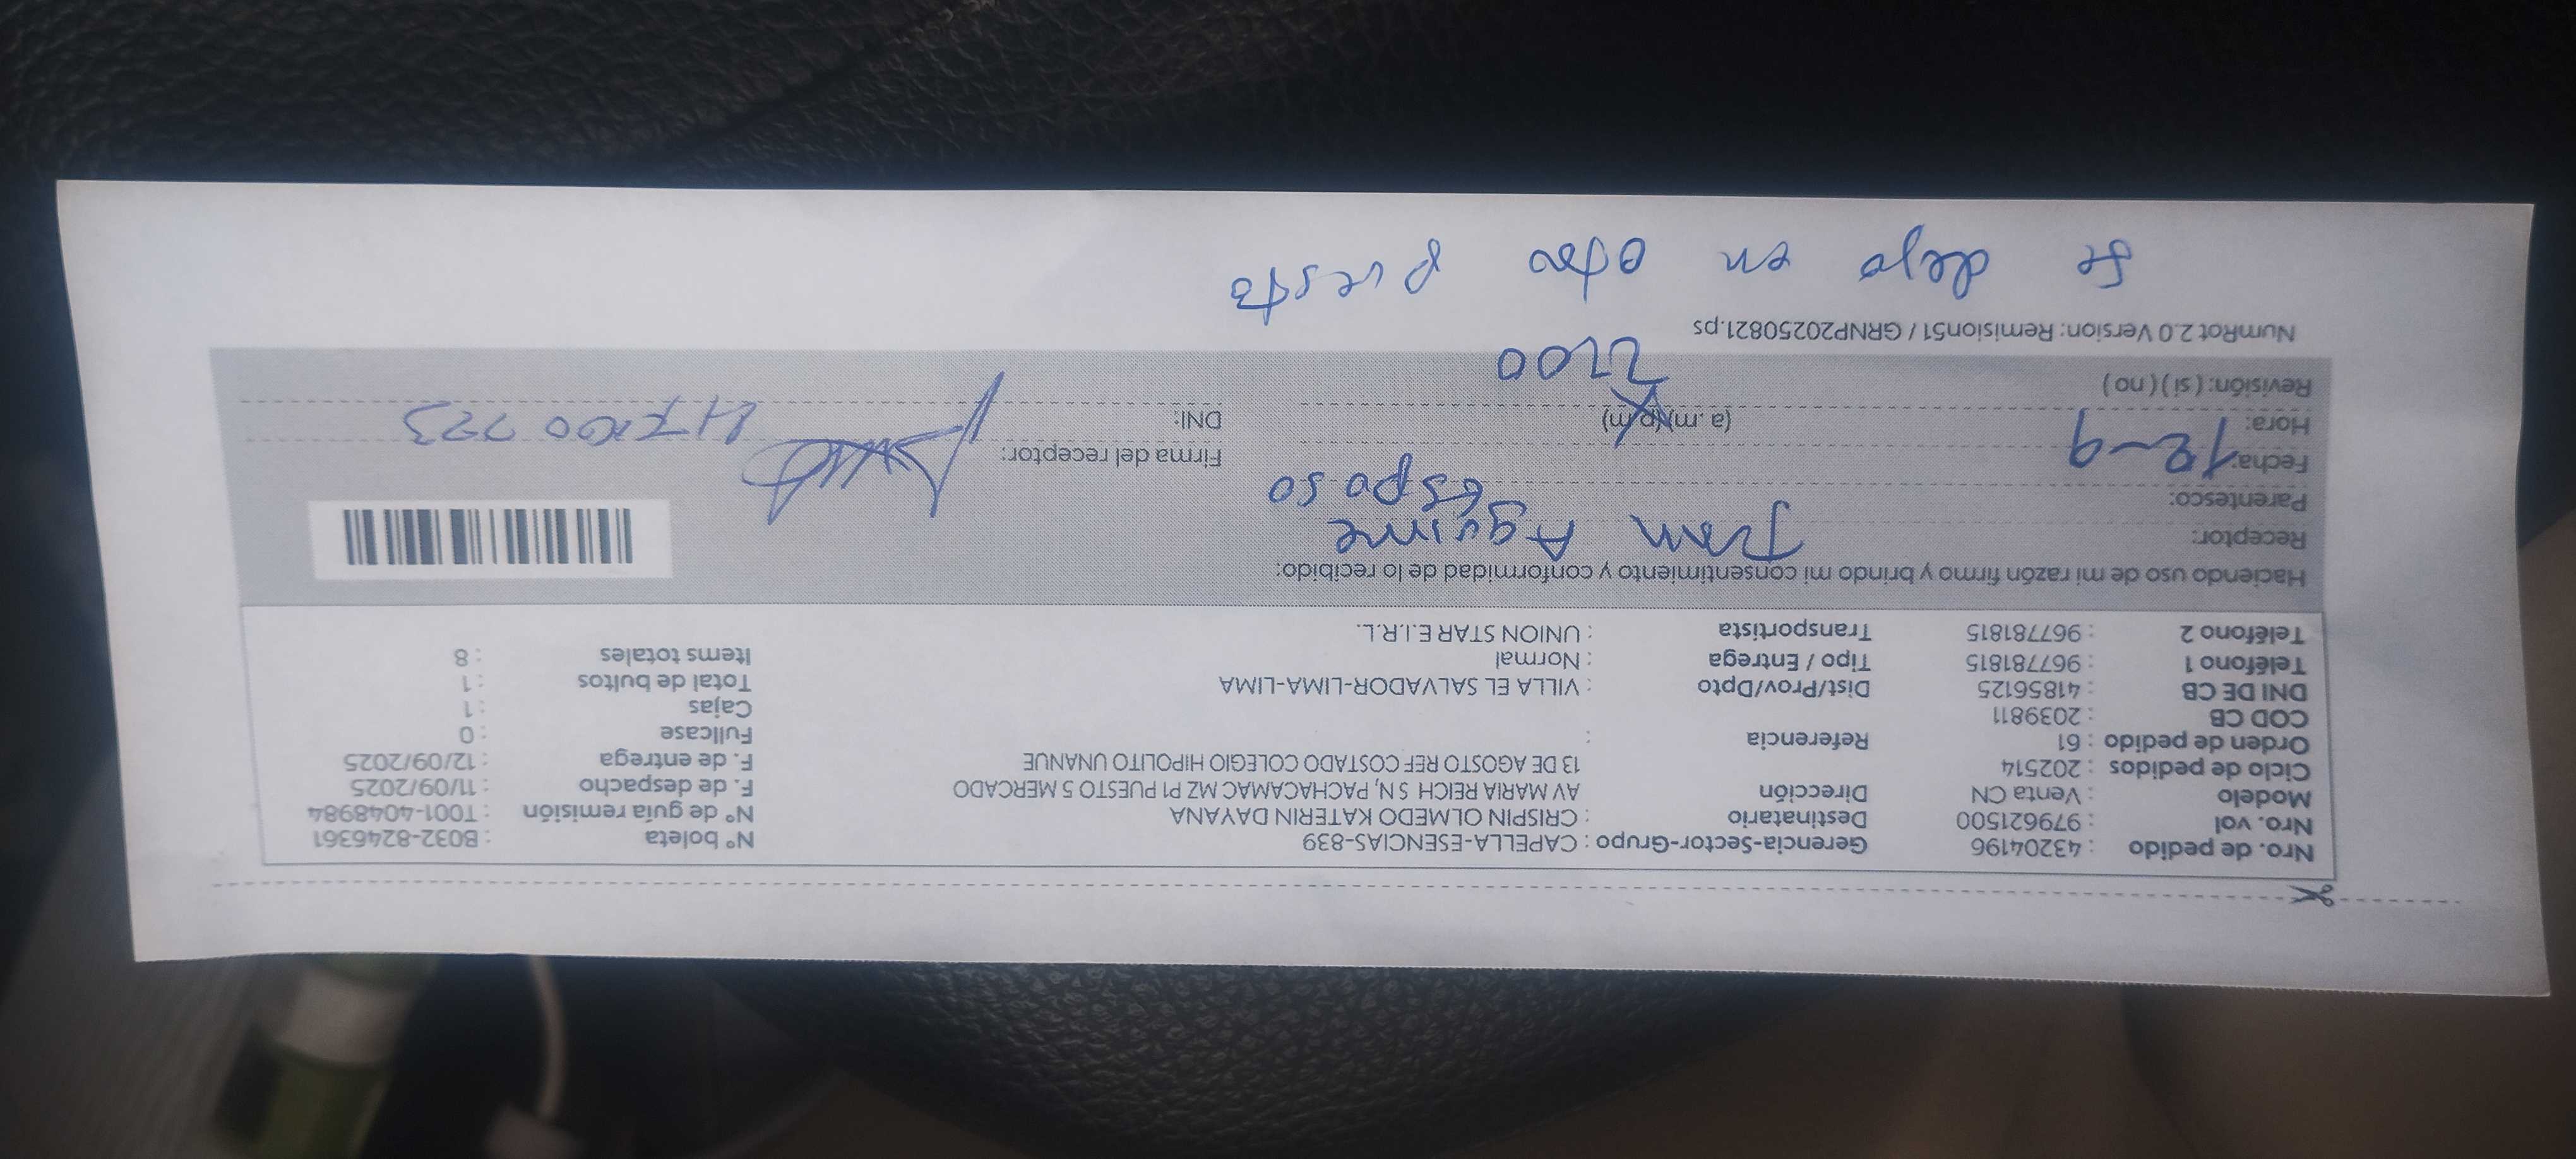 Nro. de pedido : 43204196 Gerencia-Sector-Grupo : CAPELLA-ESENCIAS-839 N° boleta : B032-8246361
Nro. vol : 979621500 Destinatario : CRISPIN OLMEDO KATERIN DAYANA N° de guía remisión : T001-4048984
Modelo : Venta CN Dirección AV MARIA REICH SN, PACHACAMAC MZ P1 PUESTO 5 MERCADO F. de despacho : 11/09/2025
Ciclo de pedidos : 202514 13 DE AGOSTO REF COSTADO COLEGIO HIPOLITO UNANUE F. de entrega : 12/09/2025
Orden de pedido : 61 Referencia : Fullcase : 0
COD CB : 2039811 Cajas : 1
DNI DE CB : 41856125 Dist/Prov/Dpto : VILLA EL SALVADOR-LIMA-LIMA Total de bultos : 1
Teléfono 1 : 967781815 Tipo / Entrega : Normal Items totales : 8
Teléfono 2 : 967781815 Transportista : UNION STAR E.I.R.L.
Haciendo uso de mi razón firmo y brindo mi consentimiento y conformidad de lo recibido:
Receptor: Aguirre
Parentesco: Esposo
Fecha: 12-9 Firma del receptor:
Hora: (a. m) (p. m) DNI:
Revisión: ( si ) ( no ) 2200
NumRot 2.0 Version: Remision51 / GRNP20250821.ps
Se dejo en otro puesto